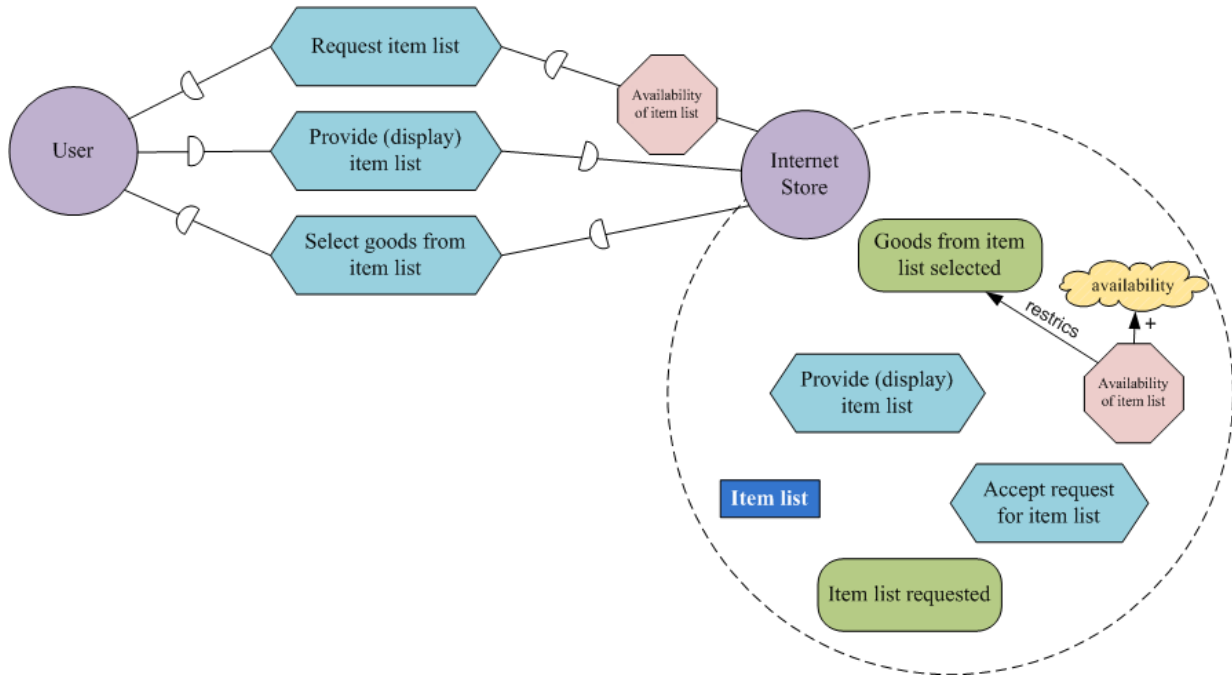 Request item list
Availability
of item list
User
Provide (display)
item list
Internet
Store
Select goods from
item list
Goods from item
list selected
availability
restrics
+
Provide (display)
item list
Availability
of item list
Item list
Accept request
for item list
Item list requested